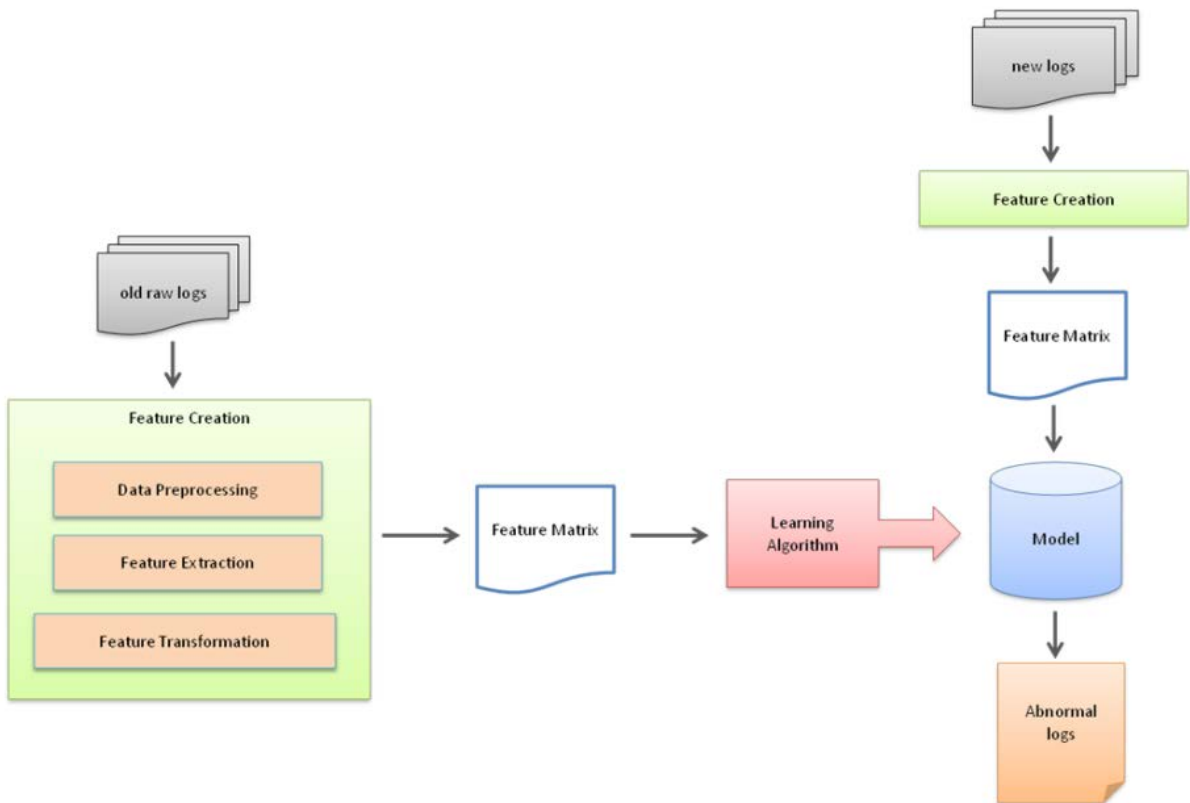 new logs
Feature Creation
old raw logs
Feature Matrix
Feature Creation
Data Preprocessing
Feature Matrix
Learning
Algorithm
Model
Feature Extraction
Feature Transformation
Abnormal
logs